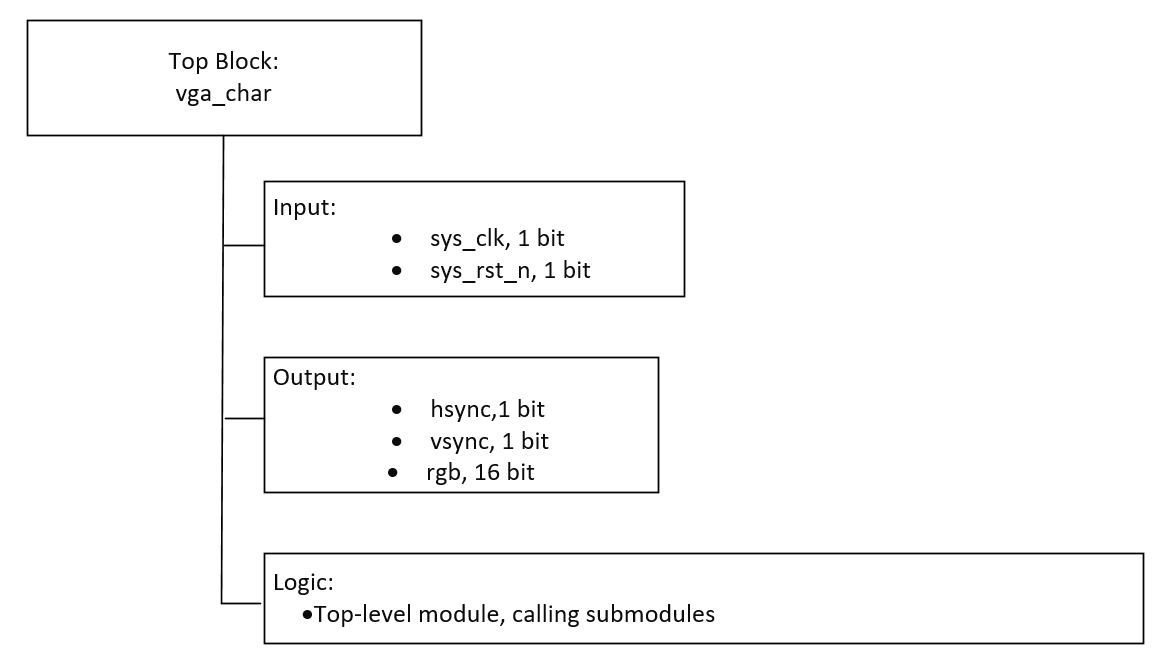 Top Block:
vga_char
Input:
• sys_clk, 1 bit
• sys_rst_n, 1 bit
Output:
• hsync,1 bit
• vsync, 1 bit
• rgb, 16 bit
Logic:
•Top-level module, calling submodules